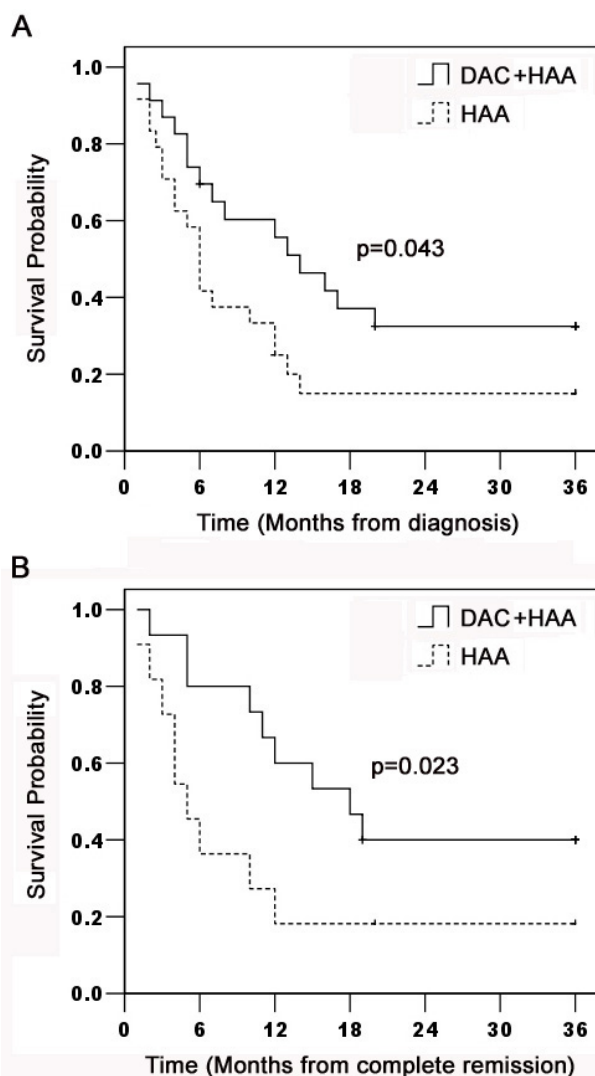 A
1.0
0.8
0.6
0.4
0.2
0.0
Survival Probability
DAC+HAA
HAA
p=0.043
0 6 12 18 24 30 36
Time (Months from diagnosis)
B
1.0
0.8
0.6
0.4
0.2
0.0
Survival Probability
DAC+HAA
HAA
p=0.023
0 6 12 18 24 30 36
Time (Months from complete remission)